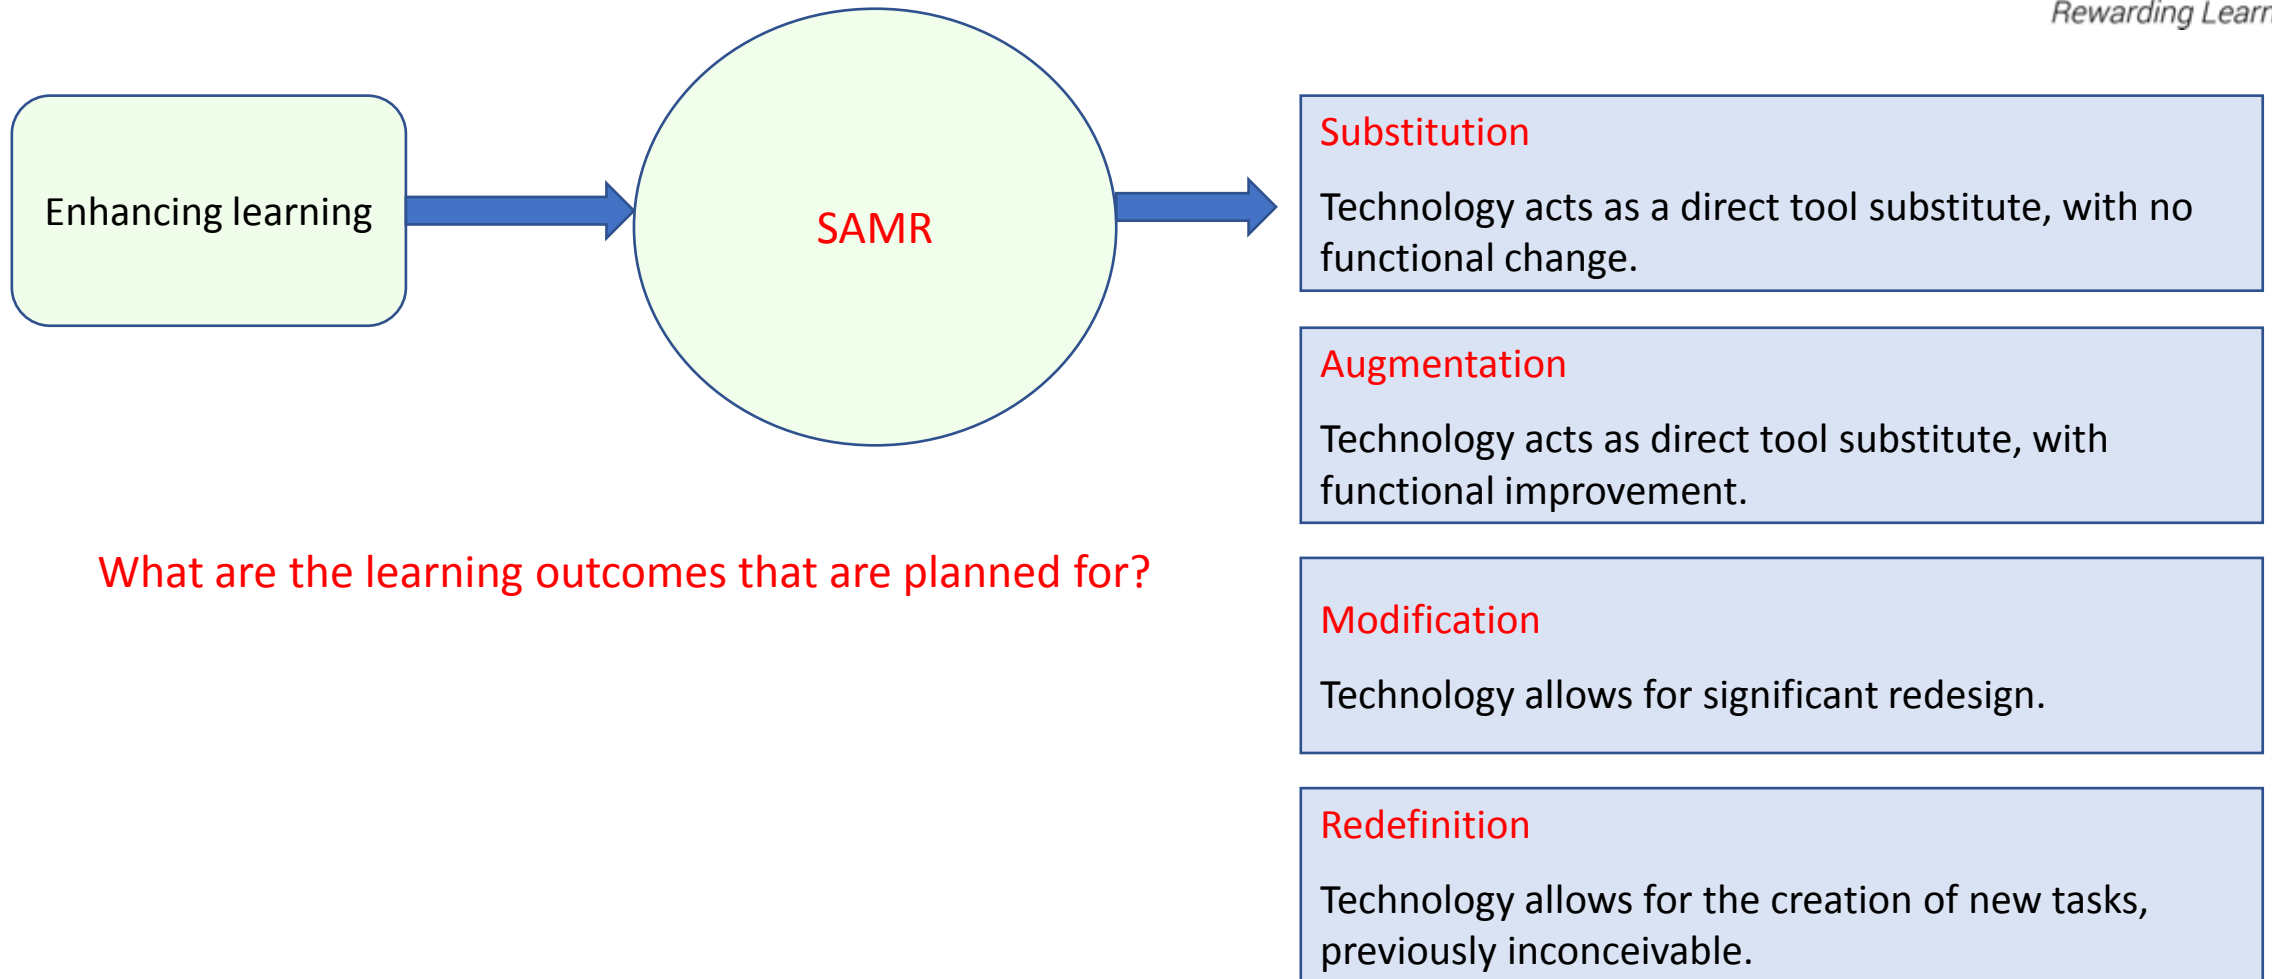 Rewarding Learn
Enhancing learning
SAMR
Substitution
Technology acts as a direct tool substitute, with no
functional change.
Augmentation
Technology acts as direct tool substitute, with
functional improvement.
What are the learning outcomes that are planned for?
Modification
Technology allows for significant redesign.
Redefinition
Technology allows for the creation of new tasks,
previously inconceivable.